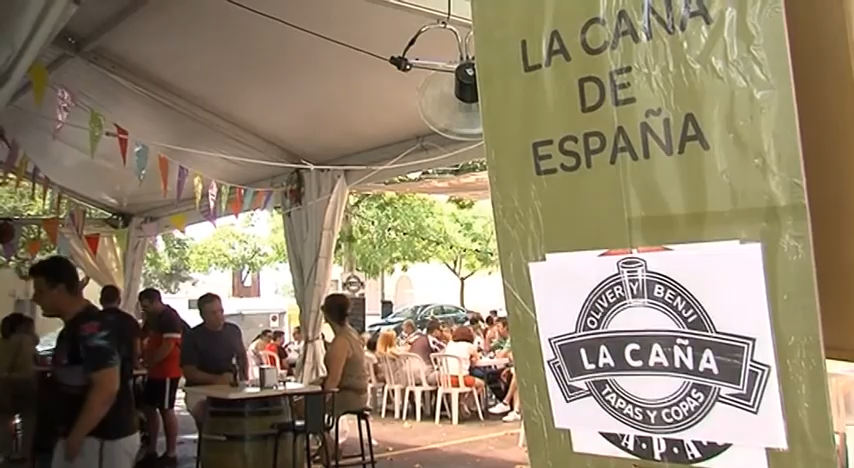 LA CAÑA
DE
ESPAÑA
OLIVER Y BENJI
LA CAÑA
TAPAS Y COPAS